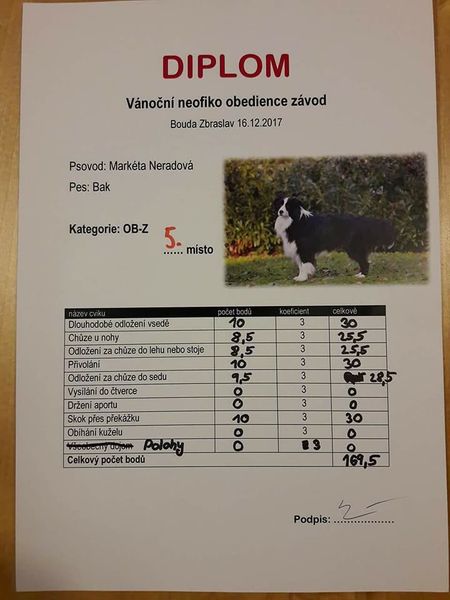 DIPLOM
Vánoční neofiko obedience závod
Bouda Zbraslav 16.12.2017
Psovod: Markéta Neradová
Pes: Bak
Kategorie: OB-Z 5. ...... místo
název cviku počet bodů koeficient celkově
Dlouhodobé odložení vsedě 10 3 30
Chůze u nohy 8,5 3 25,5
Odložení za chůze do lehu nebo stoje 8,5 3 25,5
Přivolání 10 3 30
Odložení za chůze do sedu 9,5 3 28,5
Vysílání do čtverce 0 3 0
Držení aportu 0 3 0
Skok přes překážku 10 3 30
Obíhání kuželu 0 3 0
Všeobecný dojem Polohy 0 3 0
Celkový počet bodů 169,5
Podpis: ..................